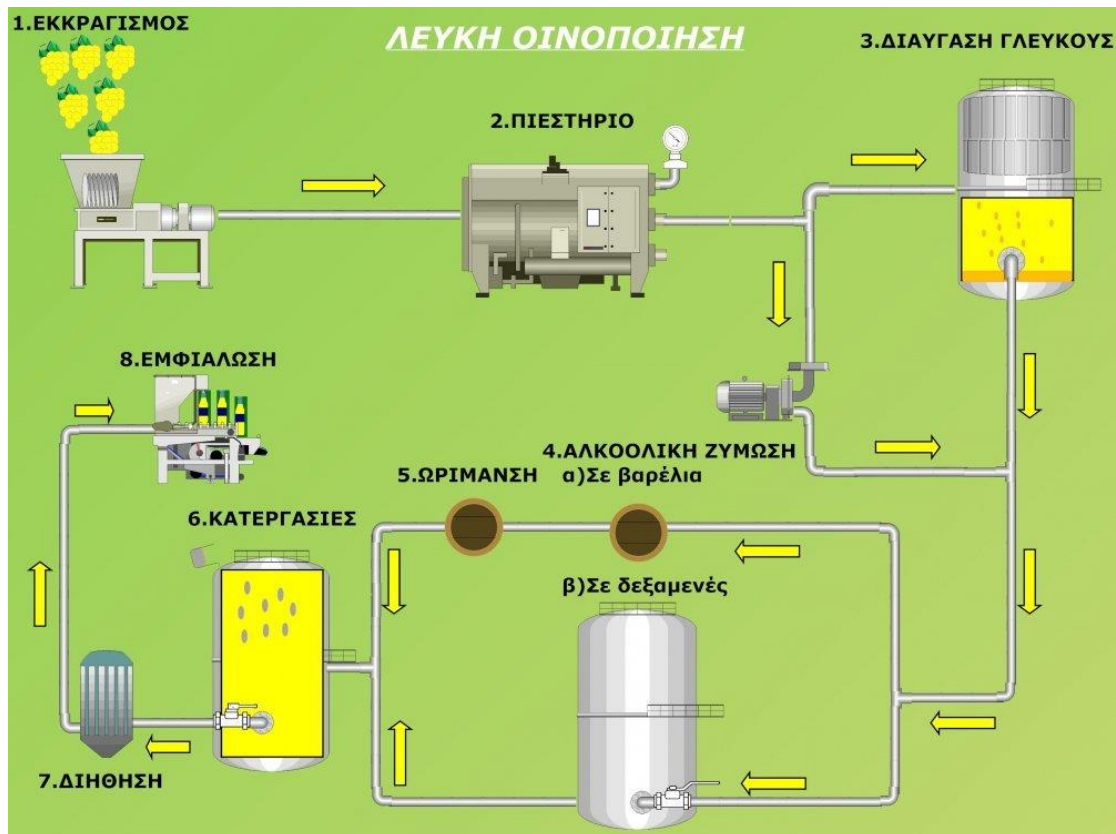 1.ΕΚΚΡΑΓΙΣΜΟΣ
ΛΕΥΚΗ ΟΙΝΟΠΟΙΗΣΗ
3.ΔΙΑΥΓΑΣΗ ΓΛΕΥΚΟΥΣ
2.ΠΙΕΣΤΗΡΙΟ
8.ΕΜΦΙΑΛΩΣΗ
4.ΑΛΚΟΟΛΙΚΗ ΖΥΜΩΣΗ
α)Σε βαρέλια
5.ΩΡΙΜΑΝΣΗ
6.ΚΑΤΕΡΓΑΣΙΕΣ
β)Σε δεξαμενές
7.ΔΙΗΘΗΣΗ